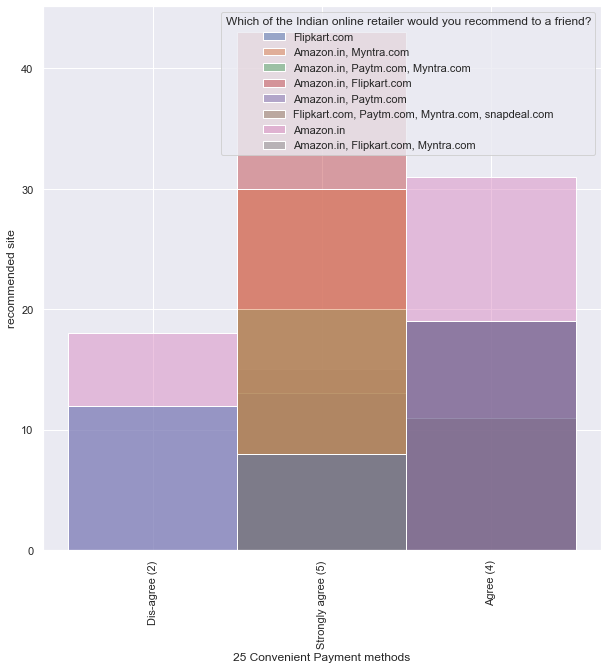 Which of the Indian online retailer would you recommend to a friend?
Flipkart.com
Amazon.in, Myntra.com
Amazon.in, Paytm.com, Myntra.com
Amazon.in, Flipkart.com
Amazon.in, Paytm.com
Flipkart.com, Paytm.com, Myntra.com, snapdeal.com
Amazon.in
Amazon.in, Flipkart.com, Myntra.com
recommended site
40
30
20
10
0
Dis-agree (2)
Strongly agree (5)
Agree (4)
25 Convenient Payment methods